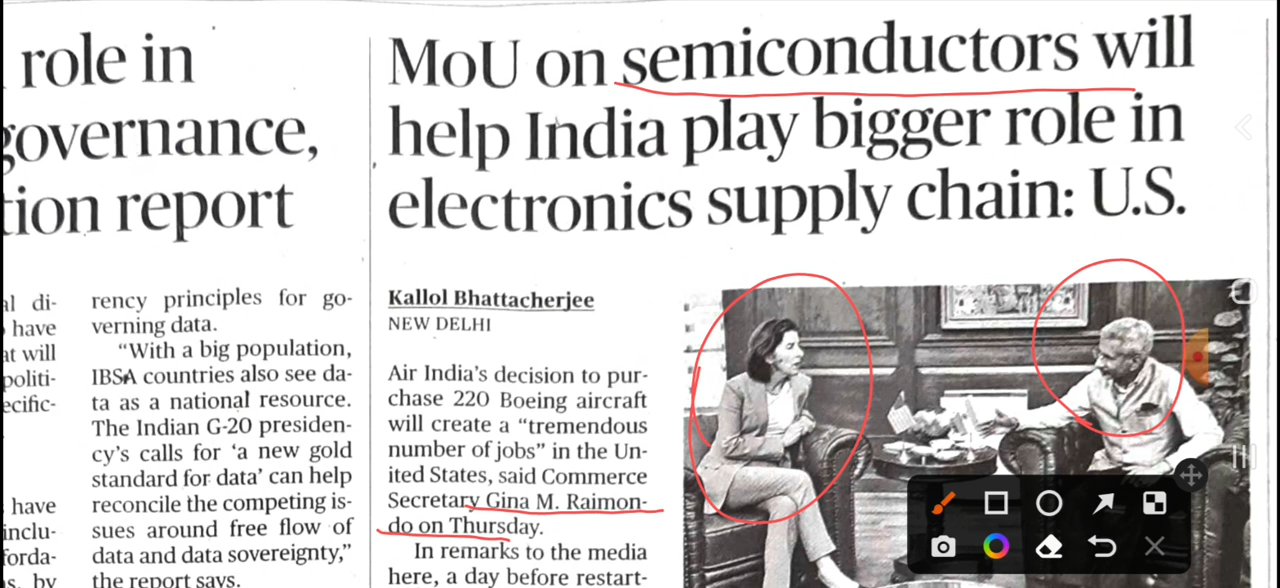 role in
governance,
tion report
al di-
have
at will
politi-
ecific-
have
inclu-
forda-
s, by
rency principles for go-
verning data.
“With a big population,
IBSA countries also see da-
ta as a national resource.
The Indian G-20 presiden-
cy’s calls for ‘a new gold
standard for data’ can help
reconcile the competing is-
sues around free flow of
data and data sovereignty,”
the report says.
MoU on semiconductors will
help India play bigger role in
electronics supply chain: U.S.
Kallol Bhattacherjee
NEW DELHI
Air India’s decision to pur-
chase 220 Boeing aircraft
will create a “tremendous
number of jobs” in the Un-
ited States, said Commerce
Secretary Gina M. Raimon-
do on Thursday.
In remarks to the media
here, a day before restart-